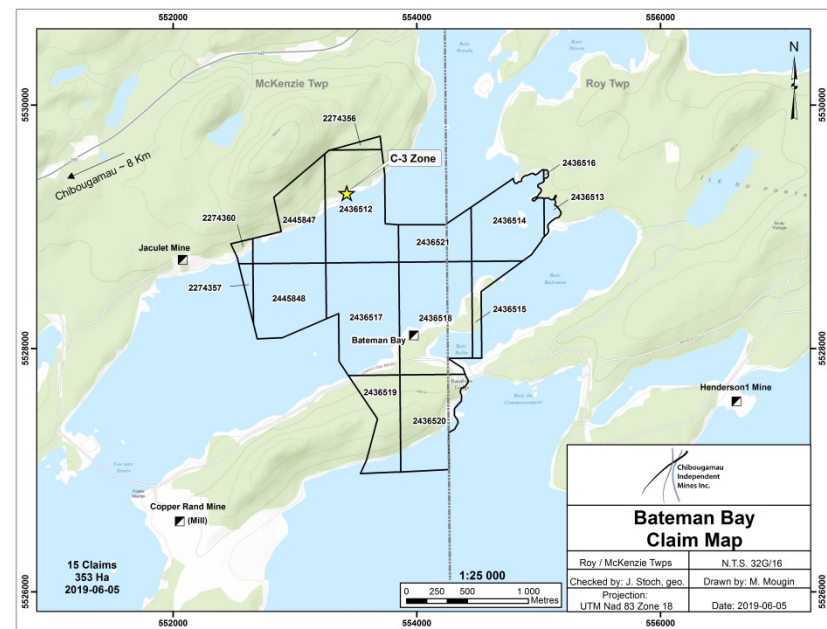 552000
554000
556000
5530000
5528000
5526000
5530000
5528000
5526000
552000
554000
556000
McKenzie Twp
Roy Twp
N
2274356
C-3 Zone
Chibougamau ~ 8 Km
2436512
2436516
2436513
2445847
2436514
2274360
2436521
Jaculet Mine
2274357
2445848
2436517
2436518
2436515
Bateman Bay
2436519
2436520
Henderson1 Mine
Copper Rand Mine
(Mill)
15 Claims
353 Ha
2019-06-05
1:25 000
0 250 500 1 000
Metres
Chibougamau
Independent
Mines Inc.
Bateman Bay
Claim Map
Roy / McKenzie Twps
N.T.S. 32G/16
Checked by: J. Stoch, geo.
Drawn by: M. Mougin
Projection:
UTM Nad 83 Zone 18
Date: 2019-06-05